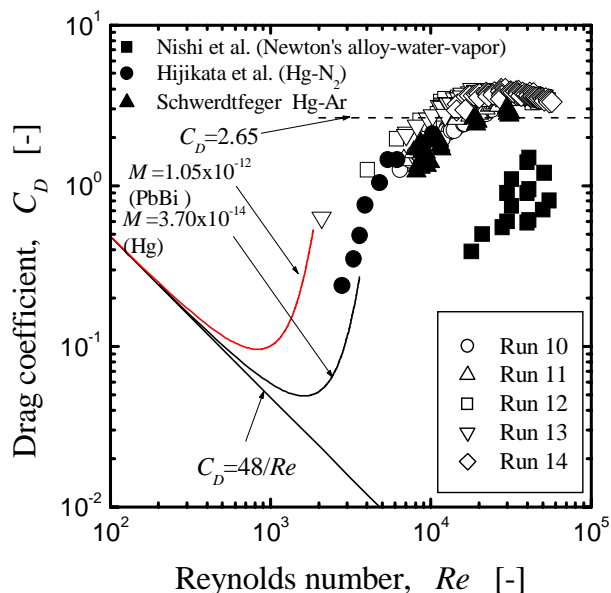 ■ Nishi et al. (Newton's alloy-water-vapor)
● Hijikata et al. (Hg-N₂)
▲ Schwerdtfeger Hg-Ar
C_D=2.65
M=1.05x10⁻¹²
(PbBi )
M=3.70x10⁻¹⁴
(Hg)
C_D=48/Re
○ Run 10
△ Run 11
□ Run 12
▽ Run 13
◇ Run 14
Drag coefficient, C_D [-]
10¹
10⁰
10⁻¹
10⁻²
10² 10³ 10⁴ 10⁵
Reynolds number, Re [-]